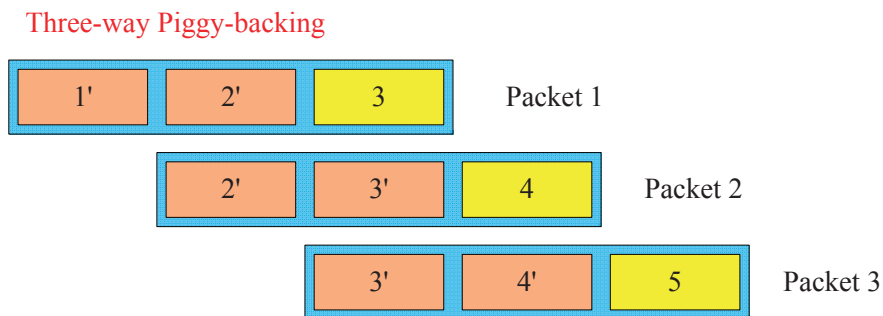 Three-way Piggy-backing
1' 2' 3 Packet 1
2' 3' 4 Packet 2
3' 4' 5 Packet 3